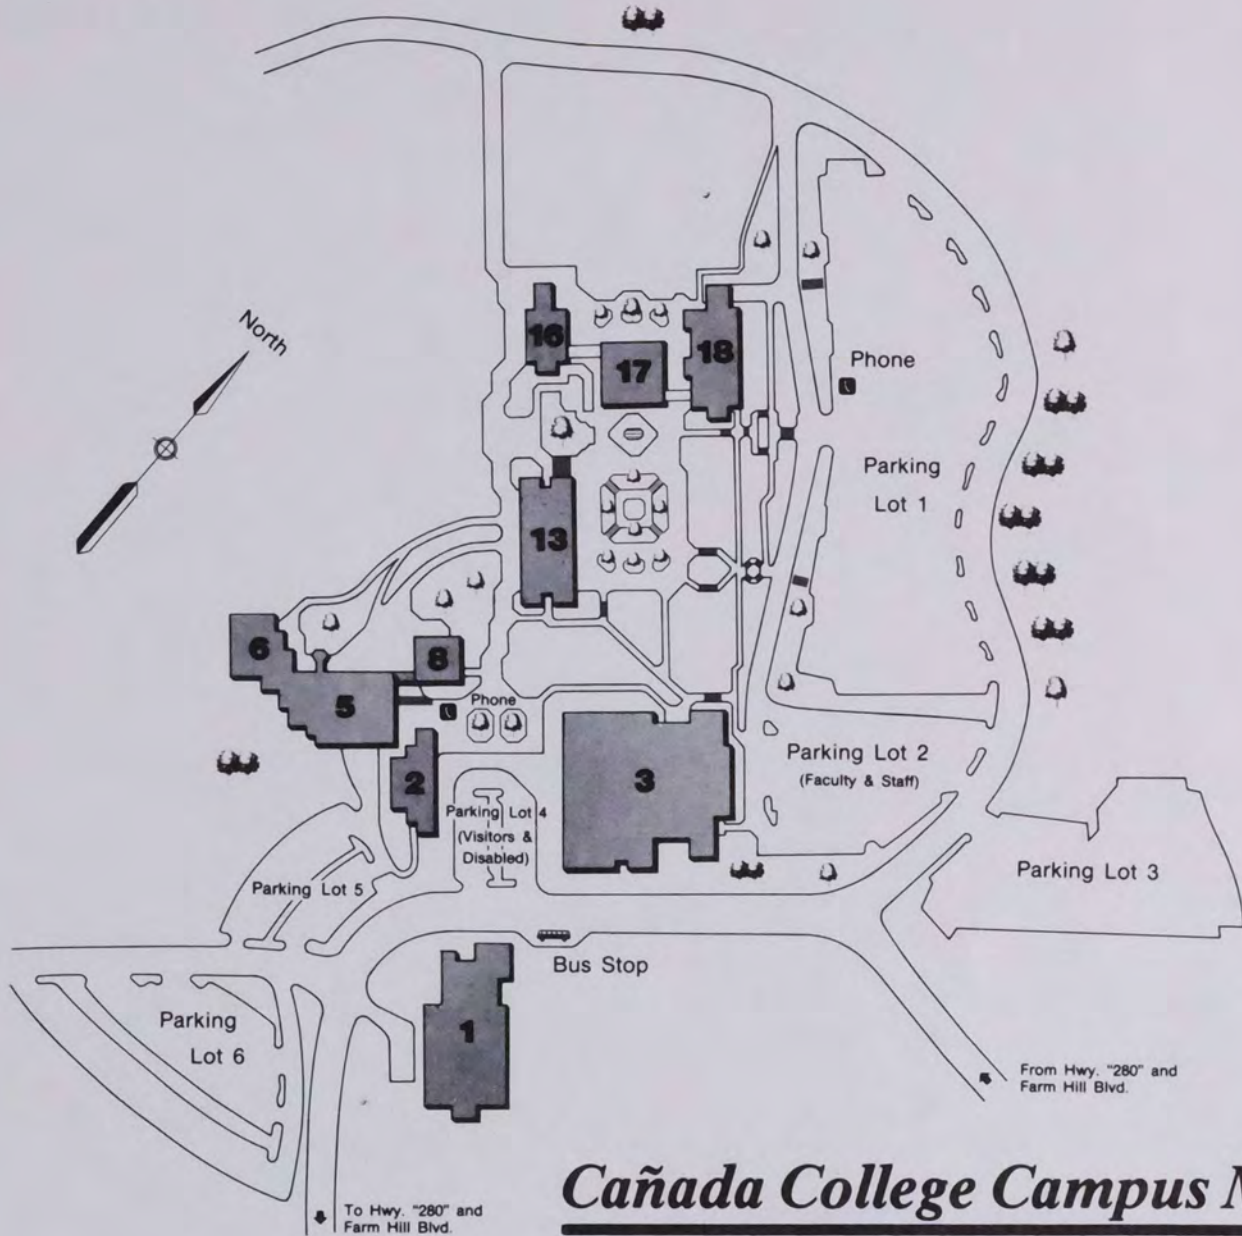 North
16
17
18
Phone
Parking
Lot 1
13
6
8
5
Phone
2
3
Parking Lot 2
(Faculty & Staff)
Parking Lot 4
(Visitors &
Disabled)
Parking Lot 5
Parking Lot 3
Bus Stop
1
Parking
Lot 6
From Hwy. "280" and
Farm Hill Blvd.
To Hwy. "280" and
Farm Hill Blvd.
Cañada College Campus